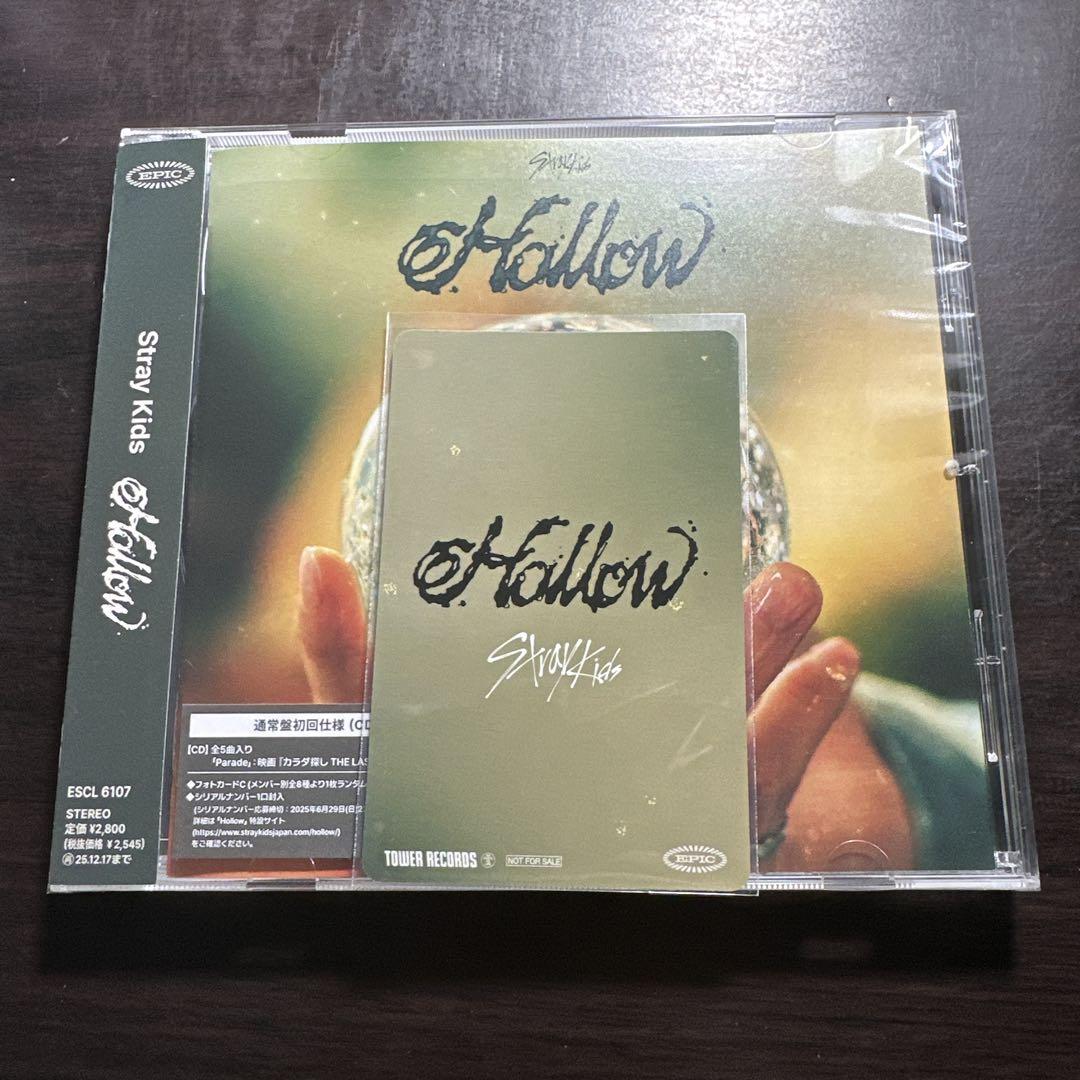 EPIC
Stray Kids
Hallow
ESCL 6107
STEREO
定価 ¥2,800
(税抜価格 ¥2,545)
再 25.12.17まで
Stray Kids
Hallow
通常盤初回仕様 (CD
【CD】全5曲入り
「Parade」:映画『カラダ探し THE LAS
◆フォトカードC (メンバー別全8種より1枚ランダム
◆シリアルナンバー1口封入
(シリアルナンバー応募締切：2025年6月29日(日)2
詳細は「Hollow」特設サイト
(https://www.straykidsjapan.com/hollow/)
をご確認ください。
Hollow
Stray Kids
TOWER RECORDS
NOT FOR SALE
EPIC